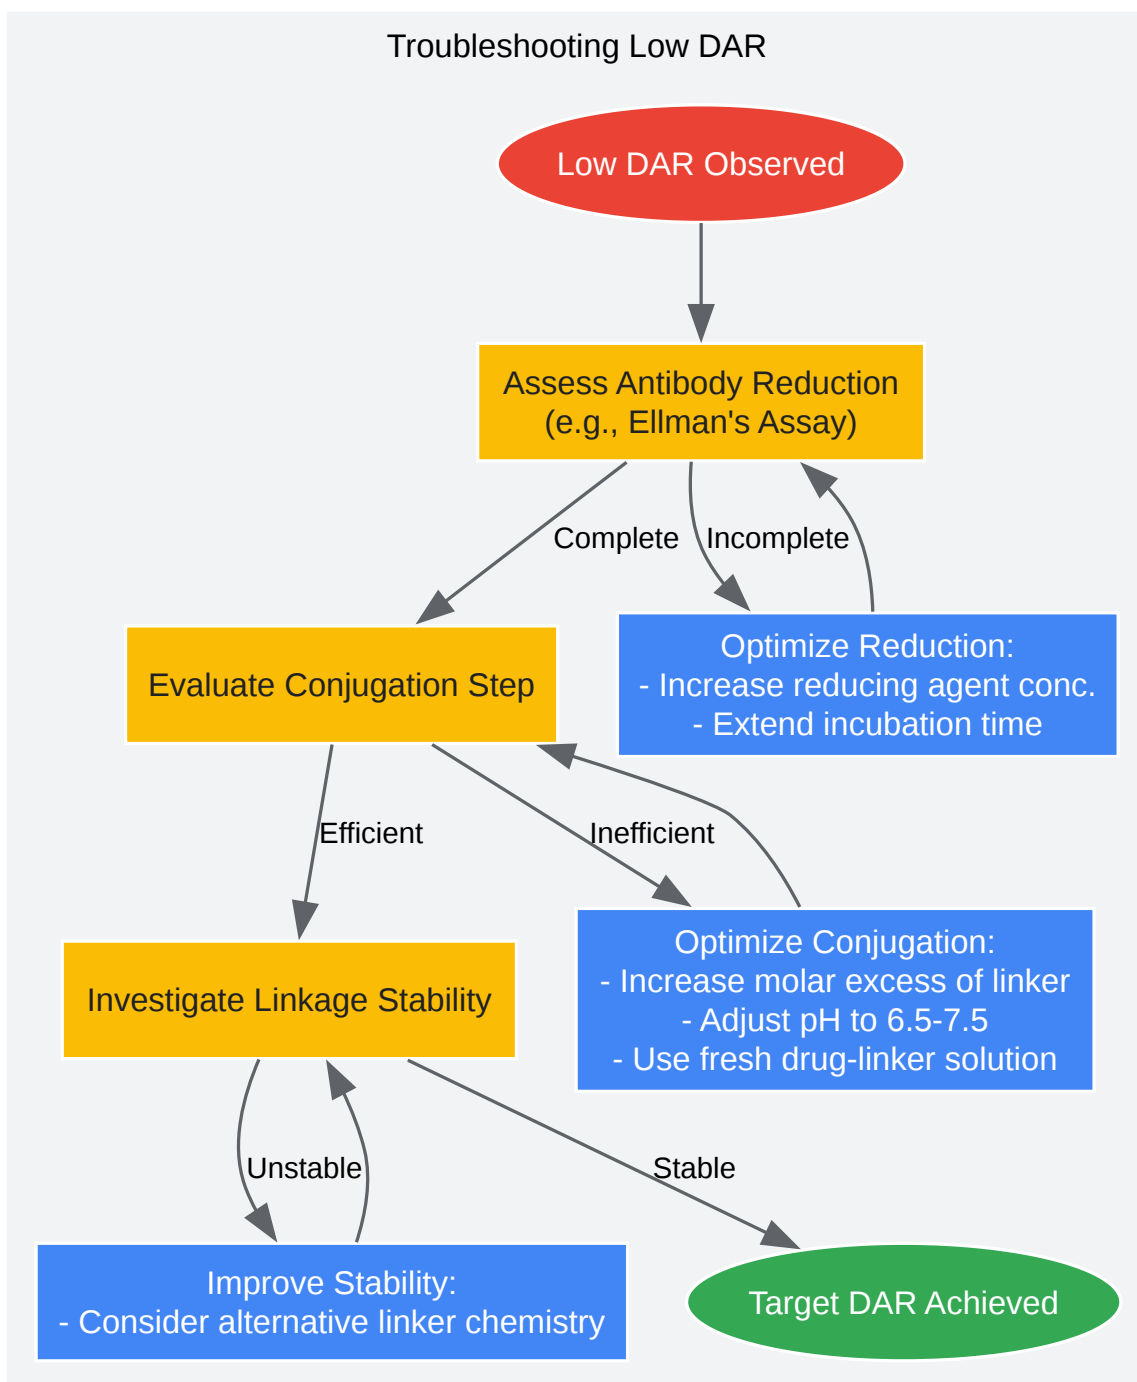 Troubleshooting Low DAR
Low DAR Observed
Assess Antibody Reduction
(e.g., Ellman's Assay)
Complete
Incomplete
Evaluate Conjugation Step
Optimize Reduction:
- Increase reducing agent conc.
- Extend incubation time
Efficient
Inefficient
Investigate Linkage Stability
Optimize Conjugation:
- Increase molar excess of linker
- Adjust pH to 6.5-7.5
- Use fresh drug-linker solution
Unstable
Stable
Improve Stability:
- Consider alternative linker chemistry
Target DAR Achieved